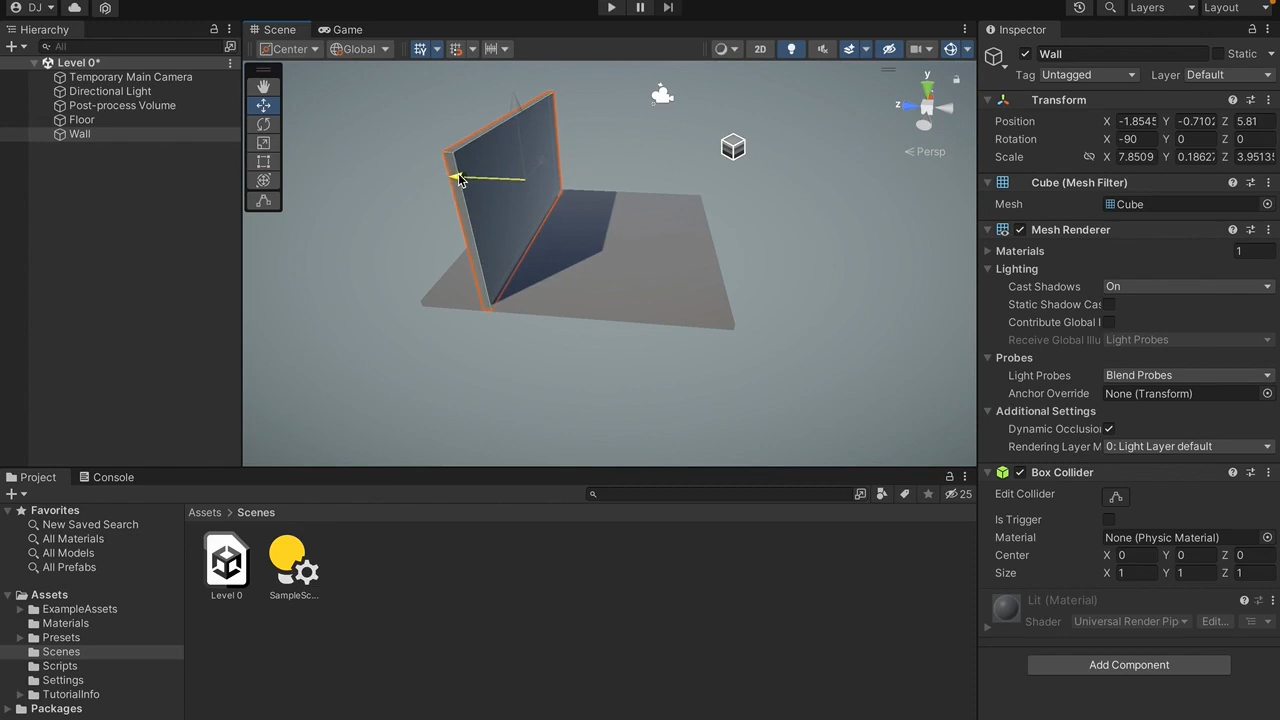 DJ
Layers
Layout
Hierarchy
Scene
Game
Inspector
All
Center
Global
2D
Wall
Static
Tag Untagged
Layer Default
Level 0*
Temporary Main Camera
Directional Light
Post-process Volume
Floor
Wall
y
z
Persp
Transform
Position X -1.8545 Y -0.7102 Z 5.81
Rotation X -90 Y 0 Z 0
Scale X 7.8509 Y 0.18627 Z 3.9513
Cube (Mesh Filter)
Mesh Cube
Mesh Renderer
Materials 1
Lighting
Cast Shadows On
Static Shadow Cas
Contribute Global I
Receive Global Illu Light Probes
Probes
Light Probes Blend Probes
Anchor Override None (Transform)
Additional Settings
Dynamic Occlusion
Rendering Layer M 0: Light Layer default
Box Collider
Edit Collider
Is Trigger
Material None (Physic Material)
Center X 0 Y 0 Z 0
Size X 1 Y 1 Z 1
Lit (Material)
Shader Universal Render Pip Edit...
Add Component
Project
Console
25
Favorites
New Saved Search
All Materials
All Models
All Prefabs
Assets
ExampleAssets
Materials
Presets
Scenes
Scripts
Settings
TutorialInfo
Packages
Assets > Scenes
Level 0
SampleSc...